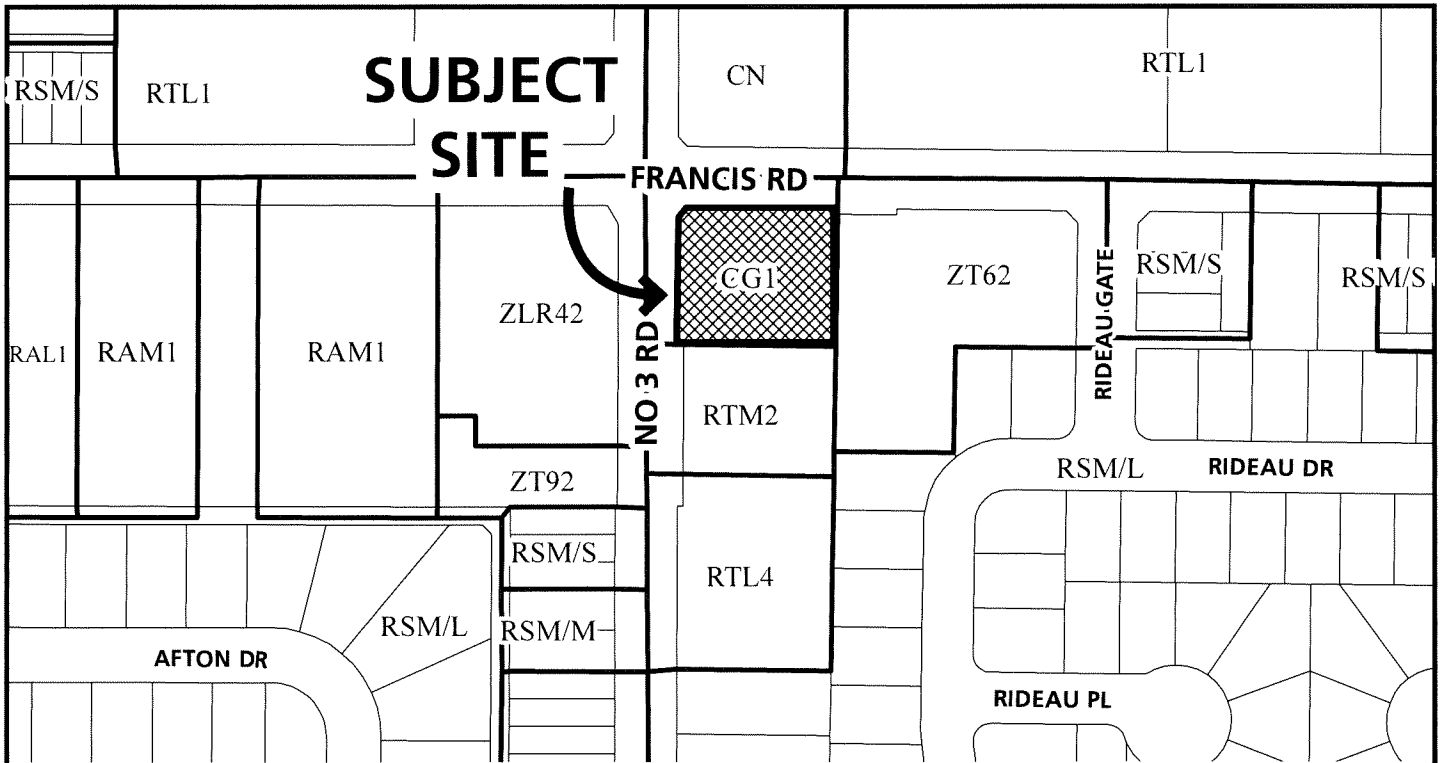 RSM/S
RTL1
SUBJECT
SITE
CN
RTL1
FRANCIS RD
RAL1
RAM1
RAM1
ZLR42
NO 3 RD
CG1
ZT62
RIDEAU GATE
RSM/S
RSM/S
RTM2
ZT92
RSM/L
RIDEAU DR
RSM/S
RTL4
RSM/L
RSM/M
AFTON DR
RIDEAU PL